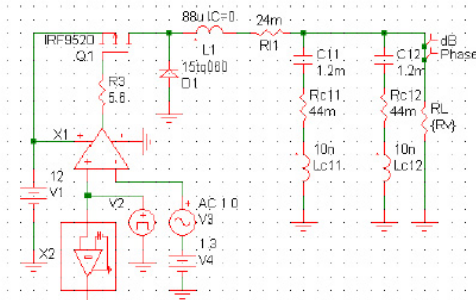 88u IC=0
24m
IRF9520
Q1
L1
Rl1
dB
Phase
C11
1.2m
C12
1.2m
15tq060
D1
R3
5.6
Rc11
44m
Rc12
44m
RL
{Rv}
X1
10n
Lc11
10n
Lc12
12
V1
V2
AC 1 0
V3
1.3
V4
X2